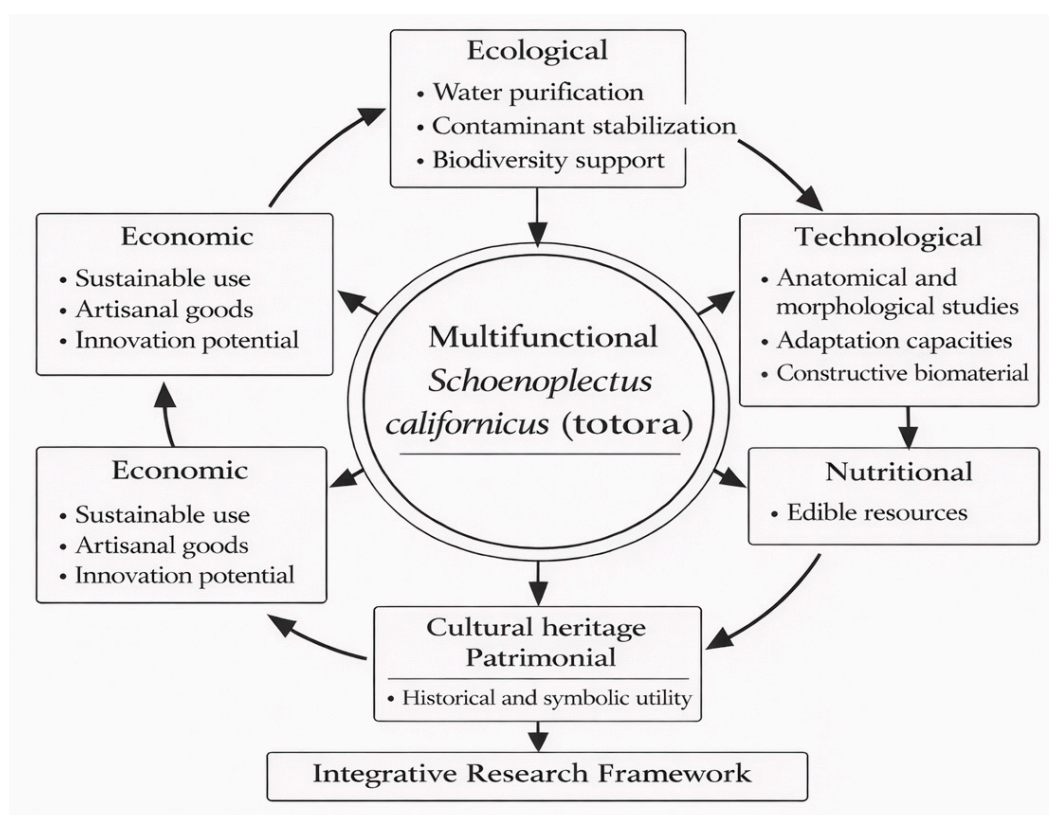 Ecological
• Water purification
• Contaminant stabilization
• Biodiversity support
Economic
• Sustainable use
• Artisanal goods
• Innovation potential
Technological
• Anatomical and
morphological studies
• Adaptation capacities
• Constructive biomaterial
Multifunctional
Schoenoplectus
californicus (totora)
Economic
• Sustainable use
• Artisanal goods
• Innovation potential
Nutritional
• Edible resources
Cultural heritage
Patrimonial
• Historical and symbolic utility
Integrative Research Framework